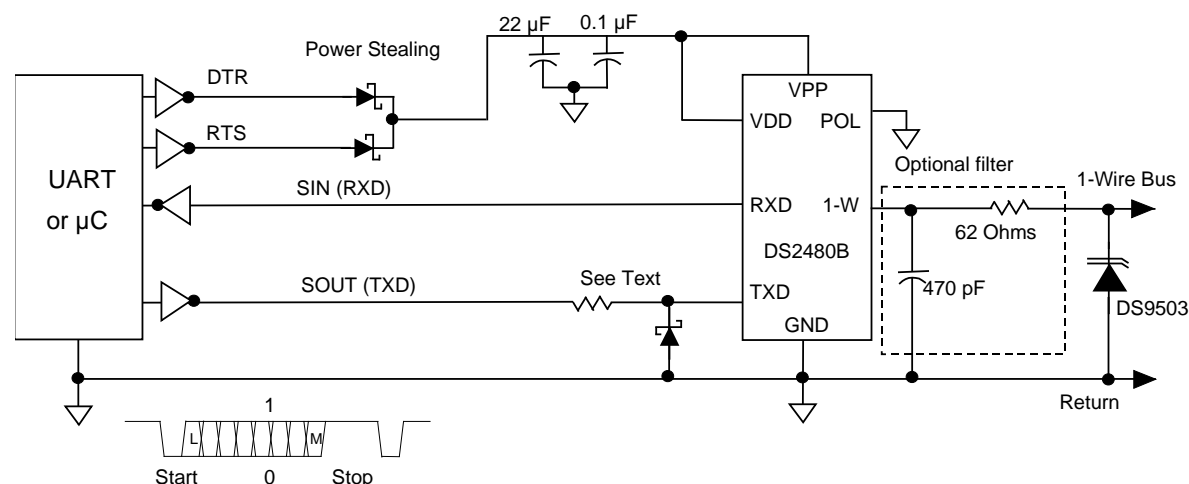 22 µF
0.1 µF
Power Stealing
DTR
RTS
UART
or µC
SIN (RXD)
SOUT (TXD)
See Text
VPP
VDD
POL
RXD
1-W
DS2480B
TXD
GND
Optional filter
62 Ohms
470 pF
1-Wire Bus
DS9503
Return
1
L
M
Start
0
Stop